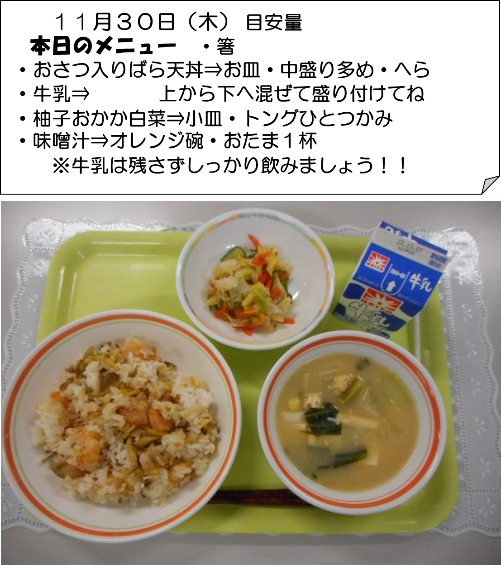 １１月３０日（木） 目安量
本日のメニュー ・箸
・おさつ入りばら天丼⇒お皿・中盛り多め・へら
・牛乳⇒ 上から下へ混ぜて盛り付けてね
・柚子おかか白菜⇒小皿・トングひとつかみ
・味噌汁⇒オレンジ碗・おたま１杯
※牛乳は残さずしっかり飲みましょう！！
牛乳